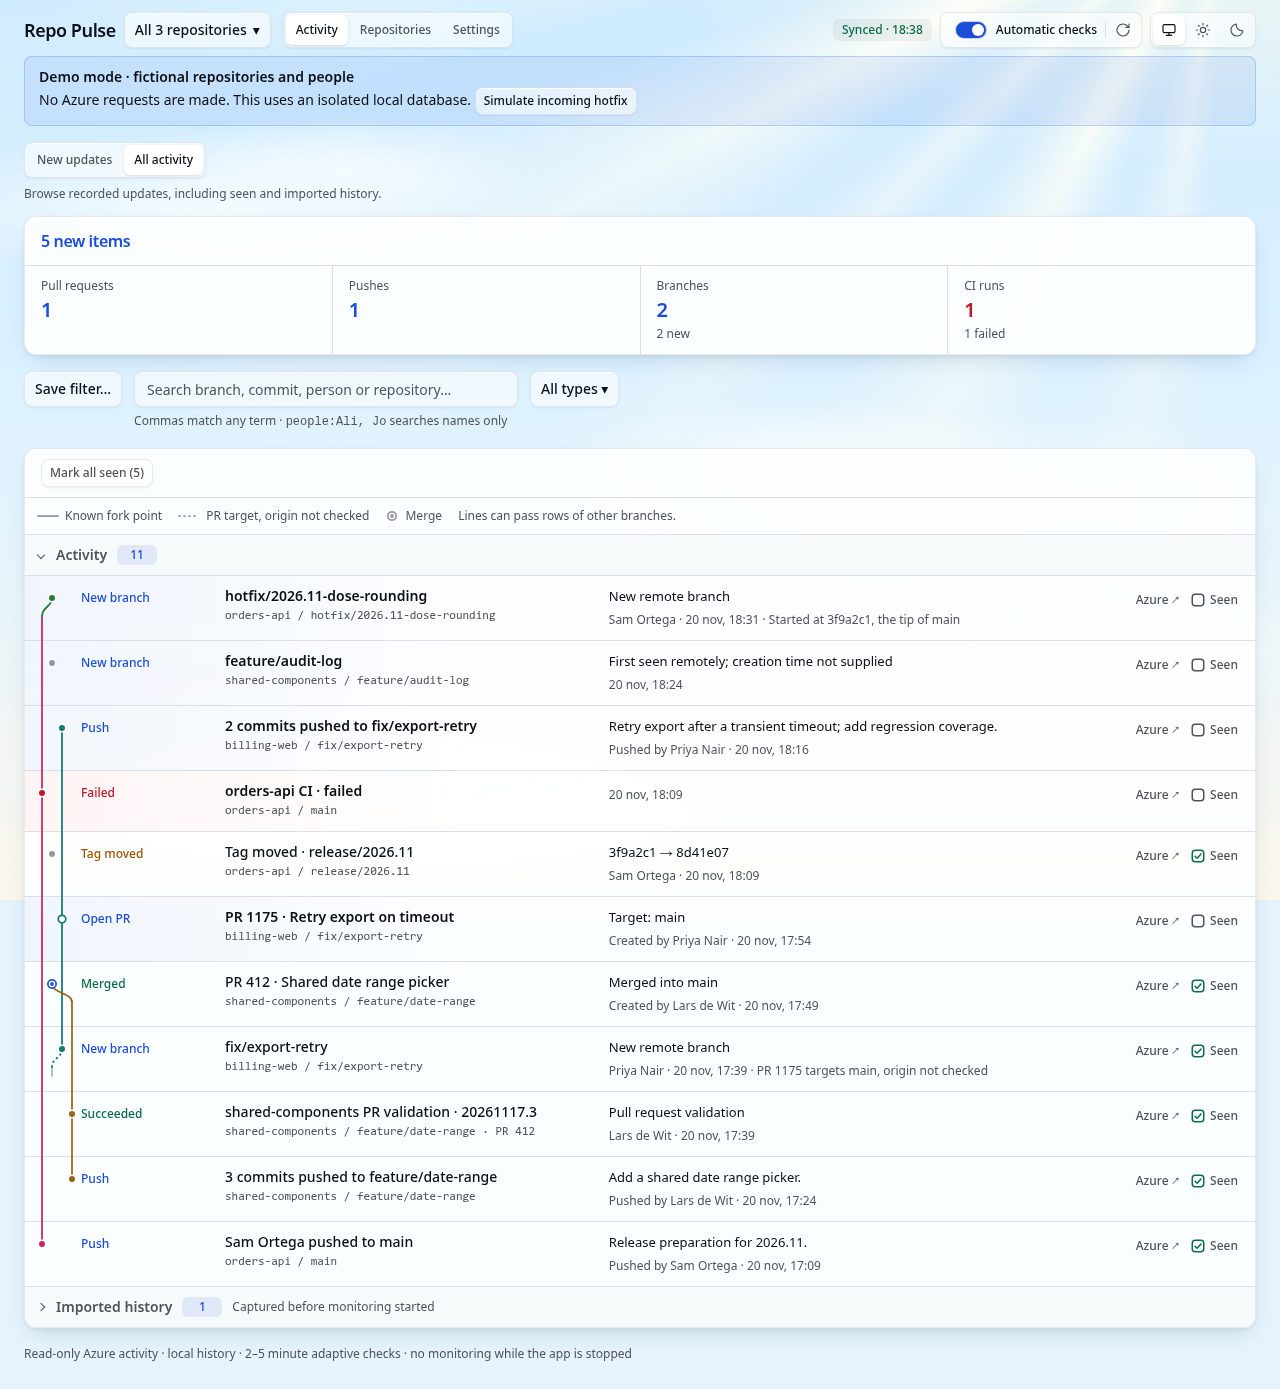 Repo Pulse All 3 repositories ▾ Activity Repositories Settings Synced · 18:38 Automatic checks
Demo mode · fictional repositories and people
No Azure requests are made. This uses an isolated local database. Simulate incoming hotfix
New updates All activity
Browse recorded updates, including seen and imported history.
5 new items
Pull requests Pushes Branches CI runs
1 1 2 1
2 new 1 failed
Save filter... Search branch, commit, person or repository... All types ▾
Commas match any term · people:Ali, Jo searches names only
Mark all seen (5)
Known fork point PR target, origin not checked Merge Lines can pass rows of other branches.
Activity 11
New branch hotfix/2026.11-dose-rounding New remote branch Azure ↗ Seen
orders-api / hotfix/2026.11-dose-rounding Sam Ortega · 20 nov, 18:31 · Started at 3f9a2c1, the tip of main
New branch feature/audit-log First seen remotely; creation time not supplied Azure ↗ Seen
shared-components / feature/audit-log 20 nov, 18:24
Push 2 commits pushed to fix/export-retry Retry export after a transient timeout; add regression coverage. Azure ↗ Seen
billing-web / fix/export-retry Pushed by Priya Nair · 20 nov, 18:16
Failed orders-api CI · failed 20 nov, 18:09 Azure ↗ Seen
orders-api / main
Tag moved Tag moved · release/2026.11 3f9a2c1 → 8d41e07 Azure ↗ Seen
orders-api / release/2026.11 Sam Ortega · 20 nov, 18:09
Open PR PR 1175 · Retry export on timeout Target: main Azure ↗ Seen
billing-web / fix/export-retry Created by Priya Nair · 20 nov, 17:54
Merged PR 412 · Shared date range picker Merged into main Azure ↗ Seen
shared-components / feature/date-range Created by Lars de Wit · 20 nov, 17:49
New branch fix/export-retry New remote branch Azure ↗ Seen
billing-web / fix/export-retry Priya Nair · 20 nov, 17:39 · PR 1175 targets main, origin not checked
Succeeded shared-components PR validation · 20261117.3 Pull request validation Azure ↗ Seen
shared-components / feature/date-range · PR 412 Lars de Wit · 20 nov, 17:39
Push 3 commits pushed to feature/date-range Add a shared date range picker. Azure ↗ Seen
shared-components / feature/date-range Pushed by Lars de Wit · 20 nov, 17:24
Push Sam Ortega pushed to main Release preparation for 2026.11. Azure ↗ Seen
orders-api / main Pushed by Sam Ortega · 20 nov, 17:09
Imported history 1 Captured before monitoring started
Read-only Azure activity · local history · 2–5 minute adaptive checks · no monitoring while the app is stopped